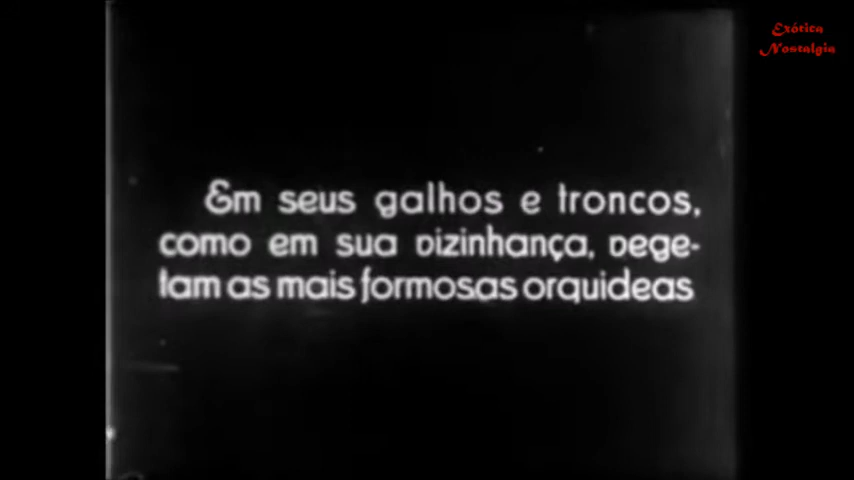 Exótica
Nostalgia
Em seus galhos e troncos,
como em sua vizinhança, vege-
tam as mais formosas orquideas